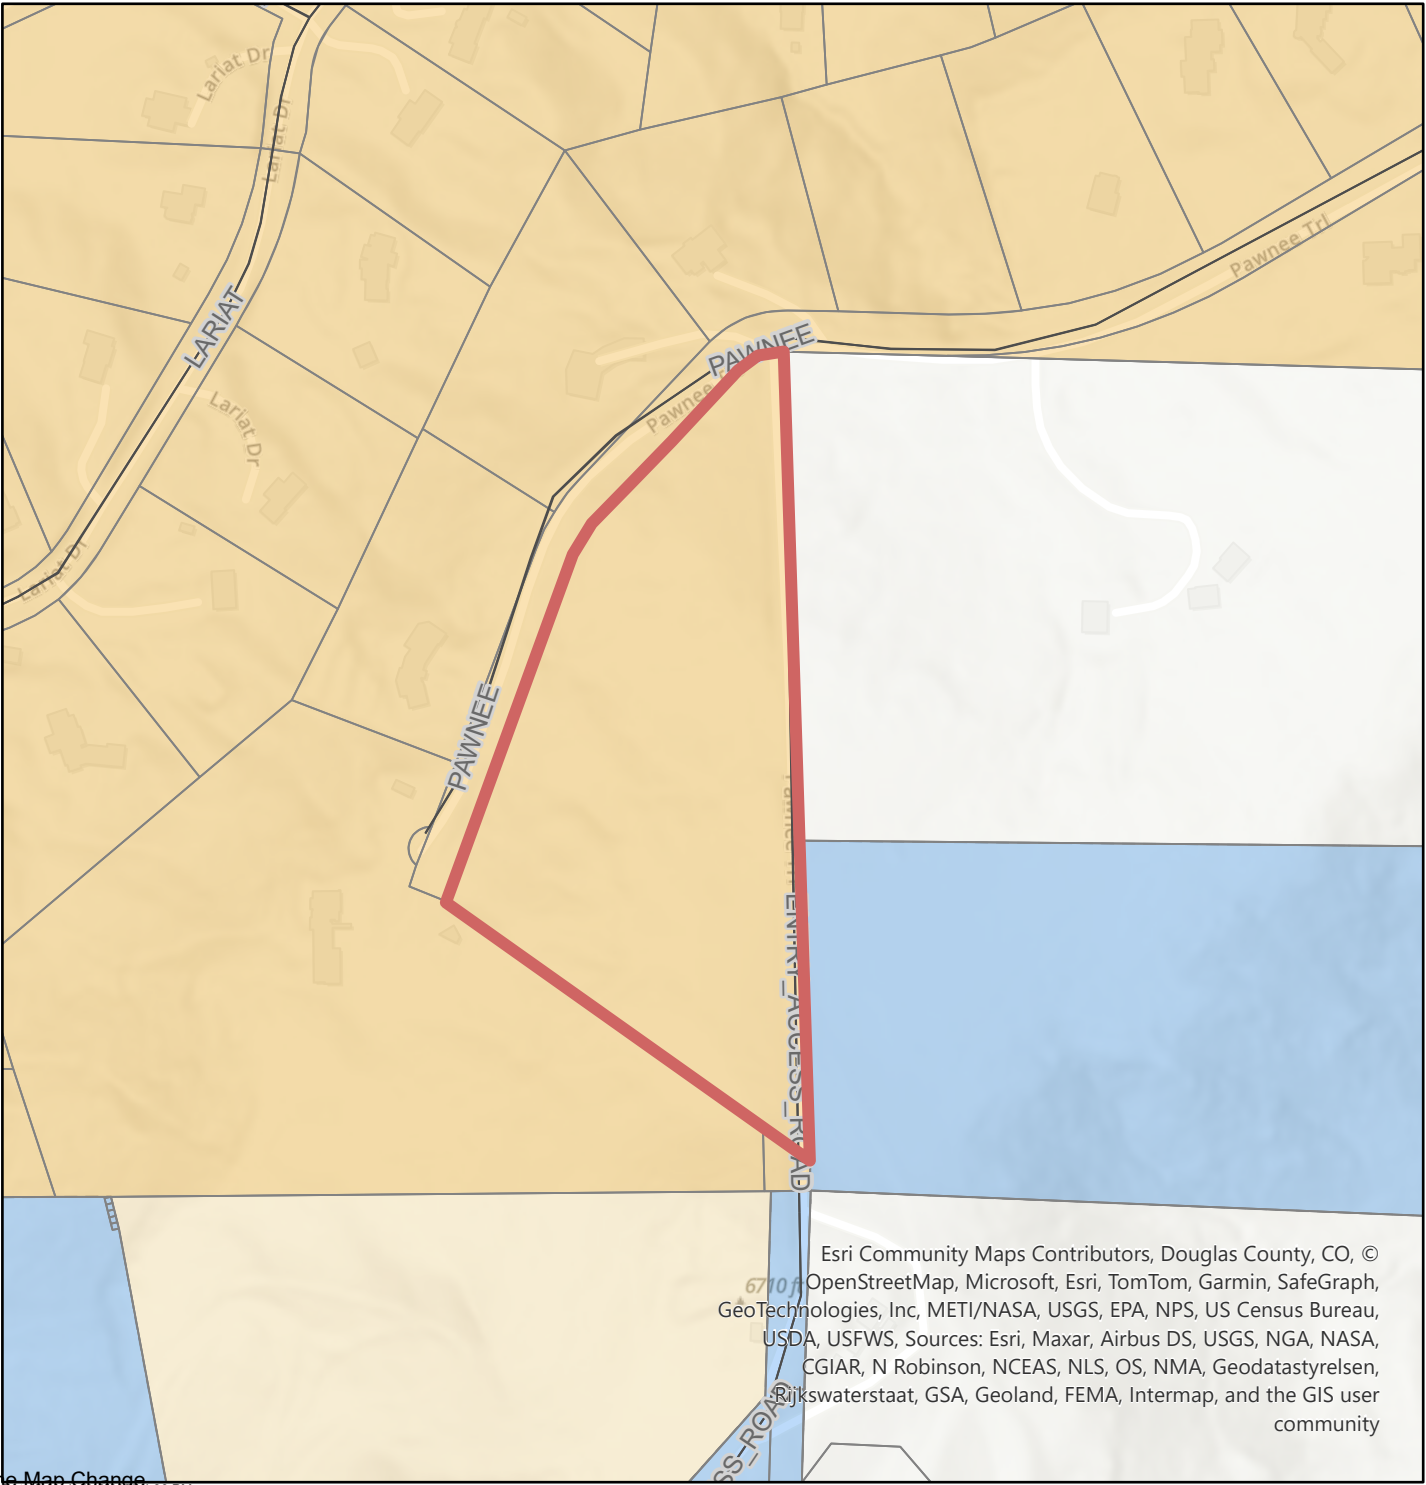 Lariat Dr
Lariat Dr
LARIAT
Lariat Dr
Lariat Dr
Pawnee Trl
PAWNEE
Pawnee
PAWNEE
ENTRY_ACCESS_ROAD
6710 ft
Esri Community Maps Contributors, Douglas County, CO, ©
OpenStreetMap, Microsoft, Esri, TomTom, Garmin, SafeGraph,
GeoTechnologies, Inc, METI/NASA, USGS, EPA, NPS, US Census Bureau,
USDA, USFWS, Sources: Esri, Maxar, Airbus DS, USGS, NGA, NASA,
CGIAR, N Robinson, NCEAS, NLS, OS, NMA, Geodatastyrelsen,
Rijkswaterstaat, GSA, Geoland, FEMA, Intermap, and the GIS user
community
SS_ROAD
e Map Change